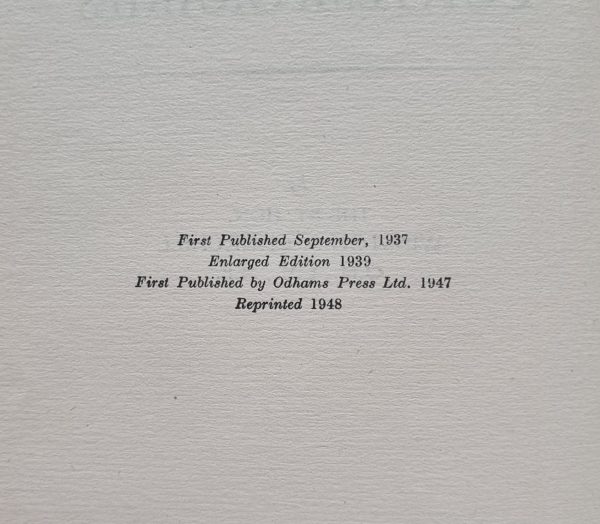 First Published September, 1937
Enlarged Edition 1939
First Published by Odhams Press Ltd. 1947
Reprinted 1948